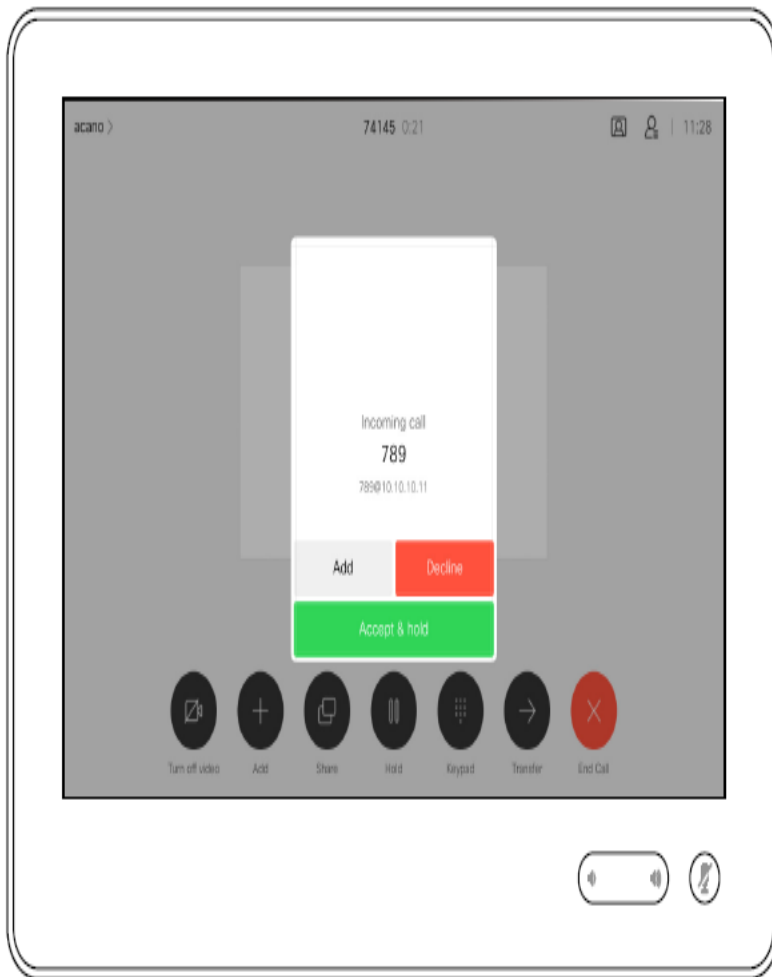 acano 74145 0:21 11:28
Incoming call
789
789@10.10.10.11
Add Decline
Accept & hold
Turn off video Add Share Hold Keypad Transfer End Call